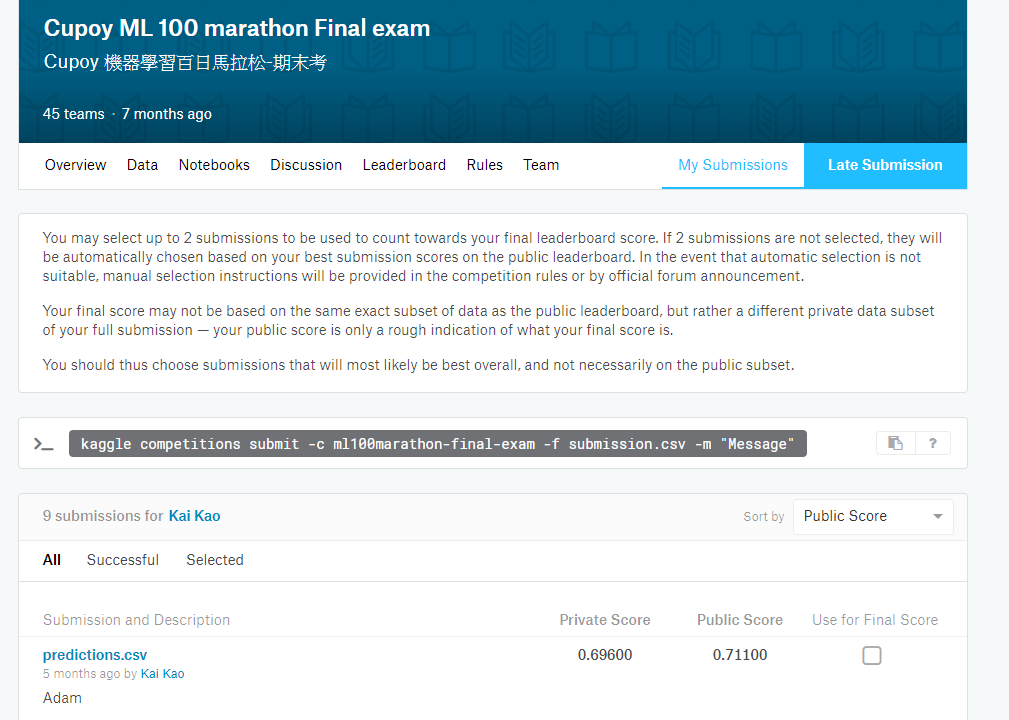 Cupoy ML 100 marathon Final exam
Cupoy 機器學習百日馬拉松-期末考
45 teams · 7 months ago
Overview Data Notebooks Discussion Leaderboard Rules Team My Submissions Late Submission
You may select up to 2 submissions to be used to count towards your final leaderboard score. If 2 submissions are not selected, they will
be automatically chosen based on your best submission scores on the public leaderboard. In the event that automatic selection is not
suitable, manual selection instructions will be provided in the competition rules or by official forum announcement.
Your final score may not be based on the same exact subset of data as the public leaderboard, but rather a different private data subset
of your full submission — your public score is only a rough indication of what your final score is.
You should thus choose submissions that will most likely be best overall, and not necessarily on the public subset.
>_ kaggle competitions submit -c ml100marathon-final-exam -f submission.csv -m "Message" ?
9 submissions for Kai Kao Sort by Public Score
All Successful Selected
Submission and Description Private Score Public Score Use for Final Score
predictions.csv 0.69600 0.71100
5 months ago by Kai Kao
Adam